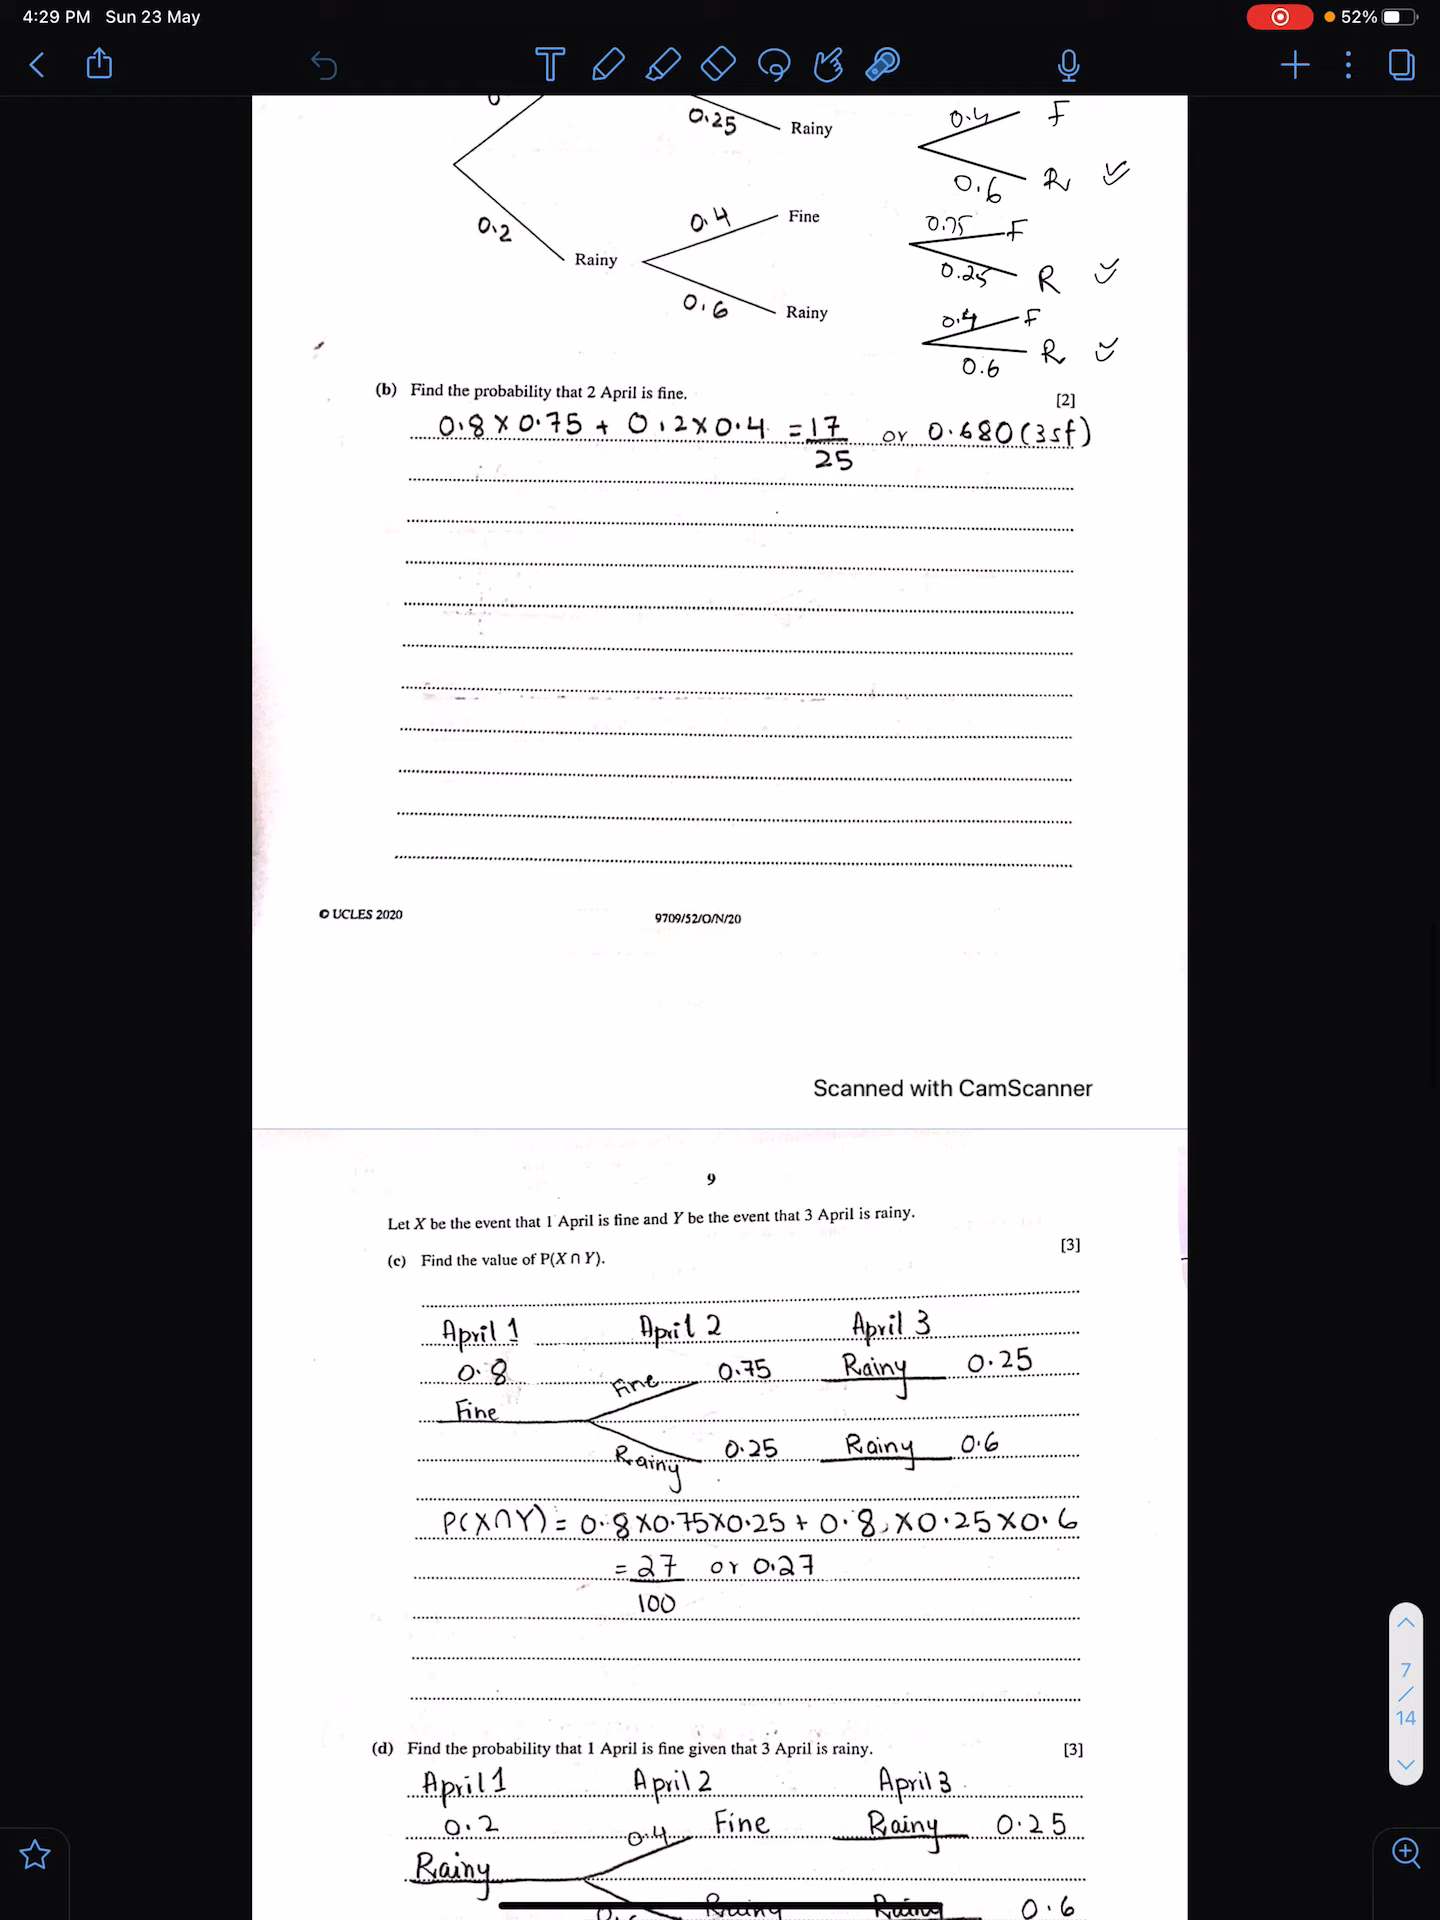 4:29 PM Sun 23 May
52%
0.25 Rainy
0.4 F
0.6 R
0.2
0.4 Fine
Rainy
0.6 Rainy
0.75 F
0.25 R
0.4 F
0.6 R
(b) Find the probability that 2 April is fine. [2]
0.8 × 0.75 + 0.2 × 0.4 = 17/25 or 0.680 (3sf)
© UCLES 2020 9709/52/O/N/20
Scanned with CamScanner
9
Let X be the event that 1 April is fine and Y be the event that 3 April is rainy.
(c) Find the value of P(X ∩ Y). [3]
April 1 April 2 April 3
0.8 Fine 0.75 Rainy 0.25
Fine
Rainy 0.25 Rainy 0.6
P(X∩Y) = 0.8×0.75×0.25 + 0.8×0.25×0.6
= 27/100 or 0.27
(d) Find the probability that 1 April is fine given that 3 April is rainy. [3]
April 1 April 2 April 3
0.2 0.4 Fine Rainy 0.25
Rainy
Rainy Rainy 0.6
7
/
14